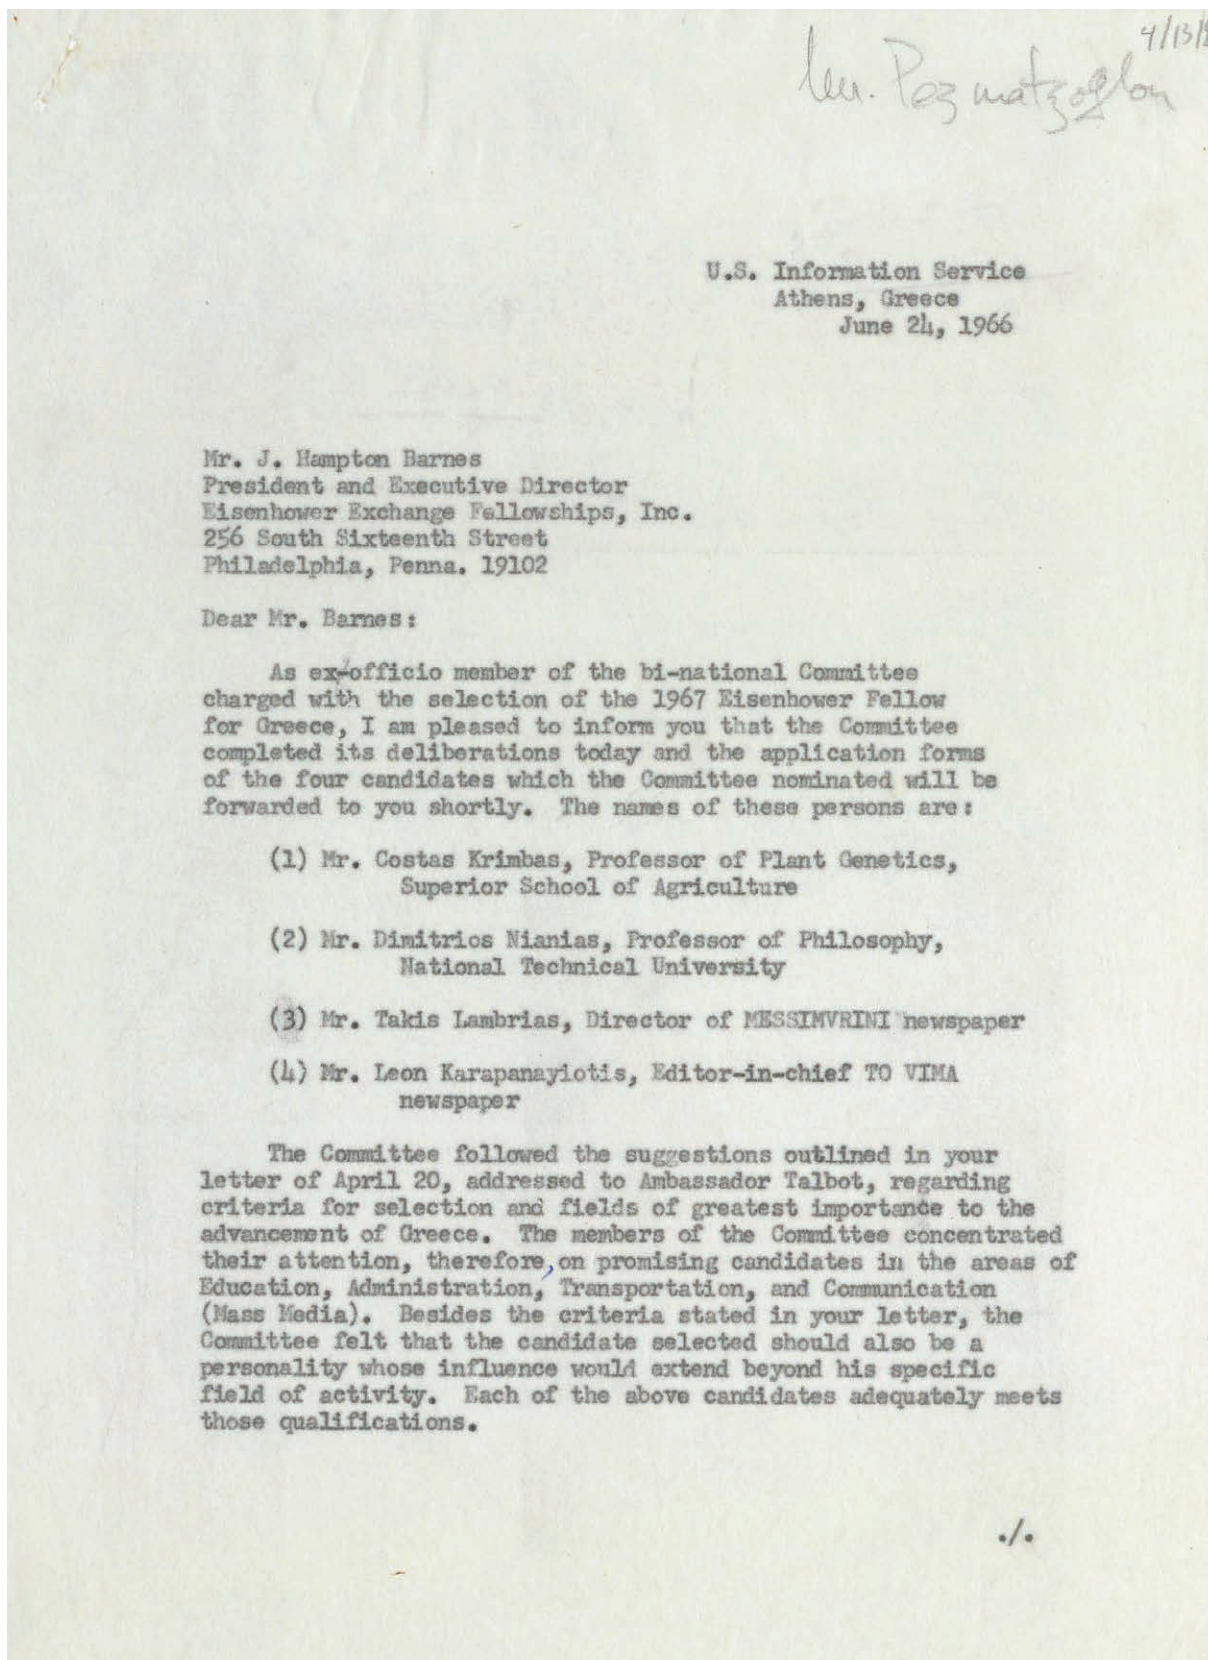 4/13/
Mr. Pezmatzoglou
U.S. Information Service
Athens, Greece
June 24, 1966
Mr. J. Hampton Barnes
President and Executive Director
Eisenhower Exchange Fellowships, Inc.
256 South Sixteenth Street
Philadelphia, Penna. 19102
Dear Mr. Barnes:
As ex-officio member of the bi-national Committee
charged with the selection of the 1967 Eisenhower Fellow
for Greece, I am pleased to inform you that the Committee
completed its deliberations today and the application forms
of the four candidates which the Committee nominated will be
forwarded to you shortly. The names of these persons are:
(1) Mr. Costas Krimbas, Professor of Plant Genetics,
Superior School of Agriculture
(2) Mr. Dimitrios Nianias, Professor of Philosophy,
National Technical University
(3) Mr. Takis Lambrias, Director of MESSIMVRINI newspaper
(4) Mr. Leon Karapanayiotis, Editor-in-chief TO VIMA
newspaper
The Committee followed the suggestions outlined in your
letter of April 20, addressed to Ambassador Talbot, regarding
criteria for selection and fields of greatest importance to the
advancement of Greece. The members of the Committee concentrated
their attention, therefore, on promising candidates in the areas of
Education, Administration, Transportation, and Communication
(Mass Media). Besides the criteria stated in your letter, the
Committee felt that the candidate selected should also be a
personality whose influence would extend beyond his specific
field of activity. Each of the above candidates adequately meets
those qualifications.
./.